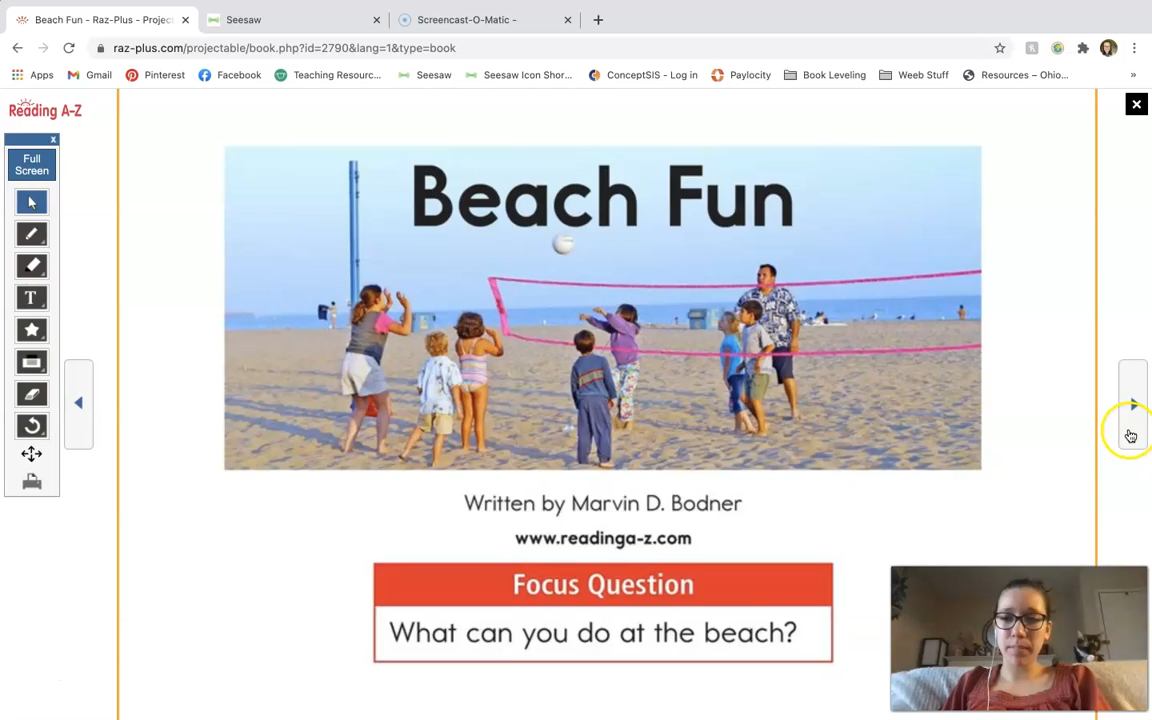 Beach Fun - Raz-Plus - Project
Seesaw
Screencast-O-Matic -
raz-plus.com/projectable/book.php?id=2790&lang=1&type=book
Apps
Gmail
Pinterest
Facebook
Teaching Resourc...
Seesaw
Seesaw Icon Shor...
ConceptSIS - Log in
Paylocity
Book Leveling
Weeb Stuff
Resources – Ohio...
»
Reading A-Z
x
Full
Screen
T
Beach Fun
Written by Marvin D. Bodner
www.readinga-z.com
Focus Question
What can you do at the beach?